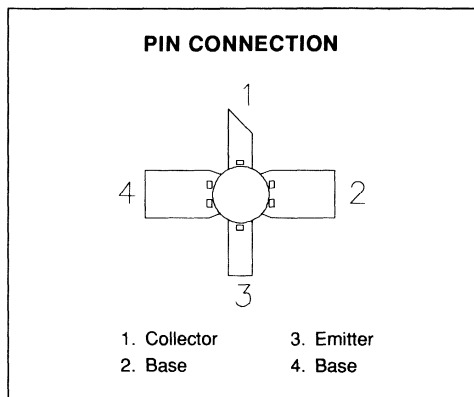 PIN CONNECTION
1
4
2
3
1. Collector 3. Emitter
2. Base 4. Base